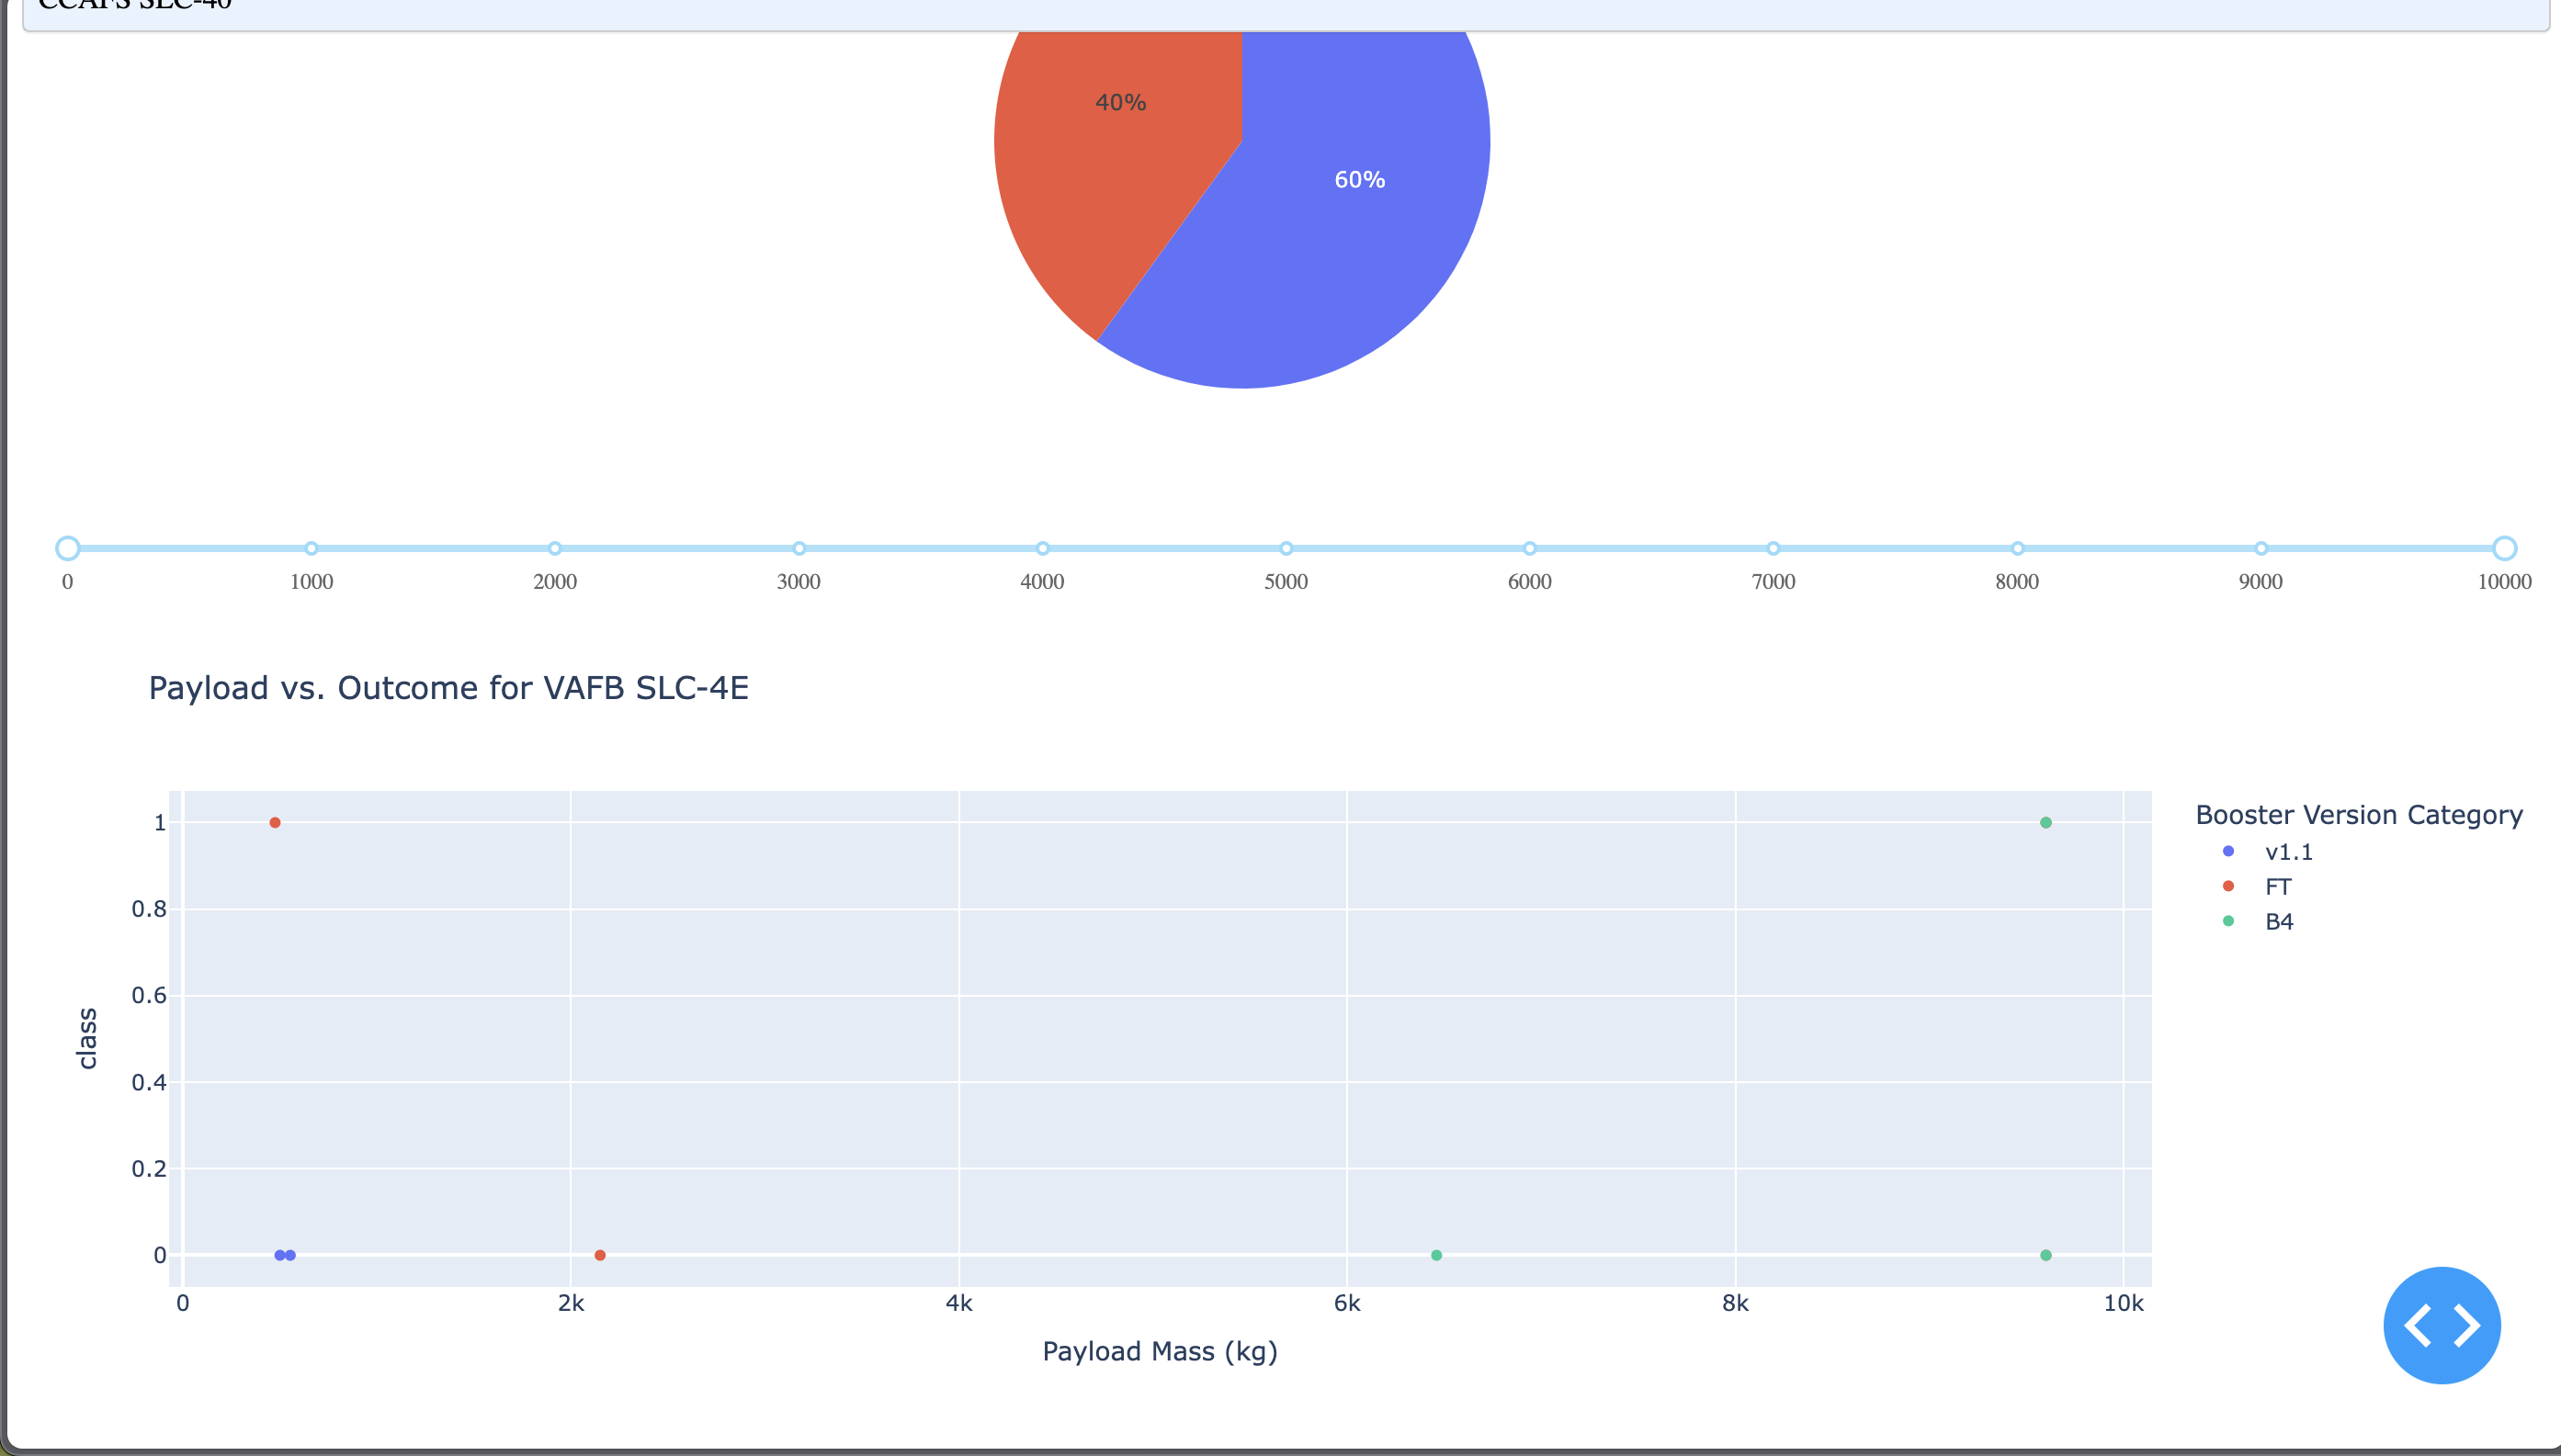 CCAFS SLC-40
40%
60%
0 1000 2000 3000 4000 5000 6000 7000 8000 9000 10000
Payload vs. Outcome for VAFB SLC-4E
Booster Version Category
v1.1
FT
B4
1
0.8
0.6
0.4
0.2
0
class
0 2k 4k 6k 8k 10k
Payload Mass (kg)